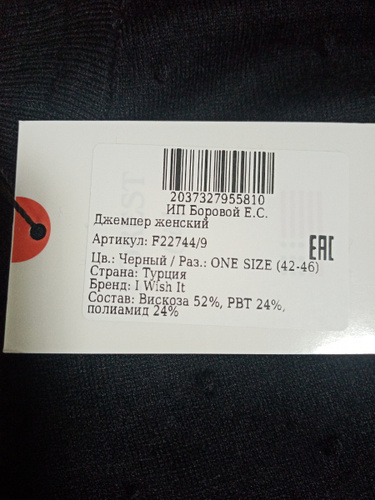 2037327955810
ИП Боровой Е.С.
Джемпер женский
Артикул: F22744/9
EAC
Цв.: Черный / Раз.: ONE SIZE (42-46)
Страна: Турция
Бренд: I Wish It
Состав: Вискоза 52%, PBT 24%,
полиамид 24%